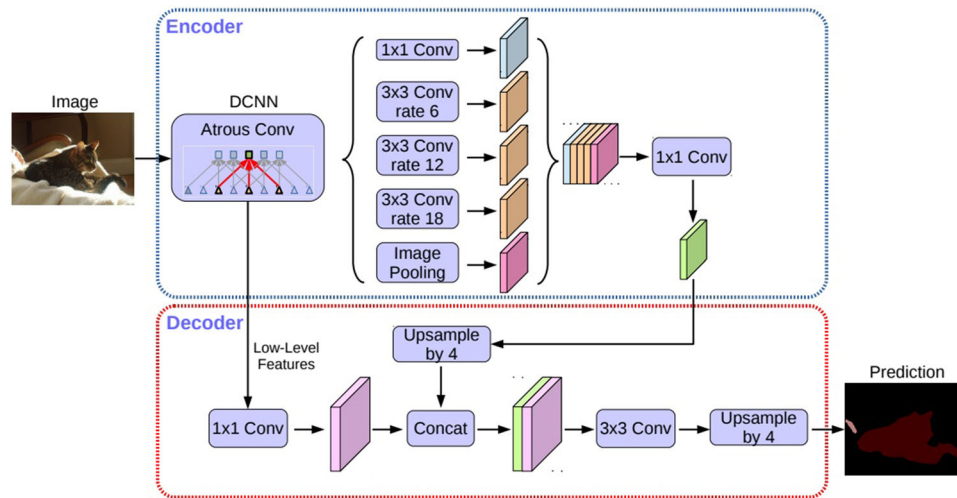 Encoder
Image
DCNN
Atrous Conv
1x1 Conv
3x3 Conv
rate 6
3x3 Conv
rate 12
3x3 Conv
rate 18
Image
Pooling
1x1 Conv
Decoder
Low-Level
Features
Upsample
by 4
1x1 Conv
Concat
3x3 Conv
Upsample
by 4
Prediction